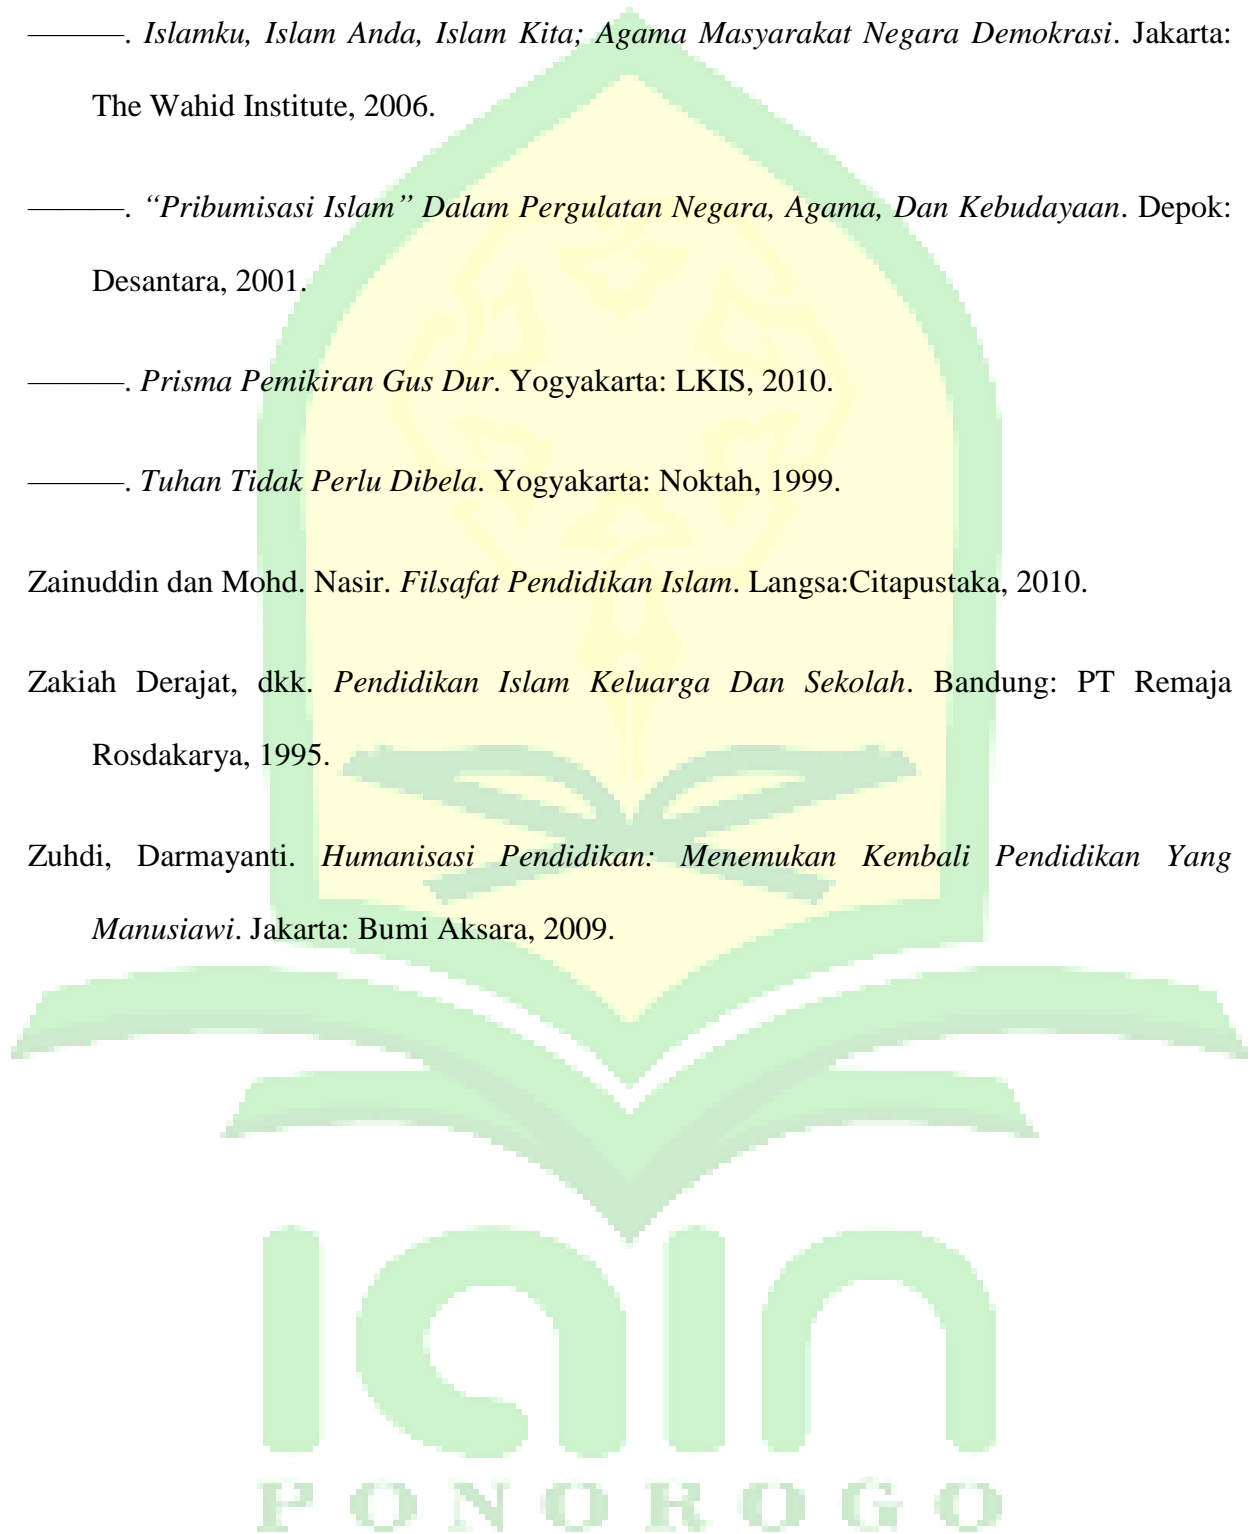 ———. Islamku, Islam Anda, Islam Kita; Agama Masyarakat Negara Demokrasi. Jakarta:
The Wahid Institute, 2006.
———. “Pribumisasi Islam” Dalam Pergulatan Negara, Agama, Dan Kebudayaan. Depok:
Desantara, 2001.
———. Prisma Pemikiran Gus Dur. Yogyakarta: LKIS, 2010.
———. Tuhan Tidak Perlu Dibela. Yogyakarta: Noktah, 1999.
Zainuddin dan Mohd. Nasir. Filsafat Pendidikan Islam. Langsa:Citapustaka, 2010.
Zakiah Derajat, dkk. Pendidikan Islam Keluarga Dan Sekolah. Bandung: PT Remaja
Rosdakarya, 1995.
Zuhdi, Darmayanti. Humanisasi Pendidikan: Menemukan Kembali Pendidikan Yang
Manusiawi. Jakarta: Bumi Aksara, 2009.
iain
PONOROGO